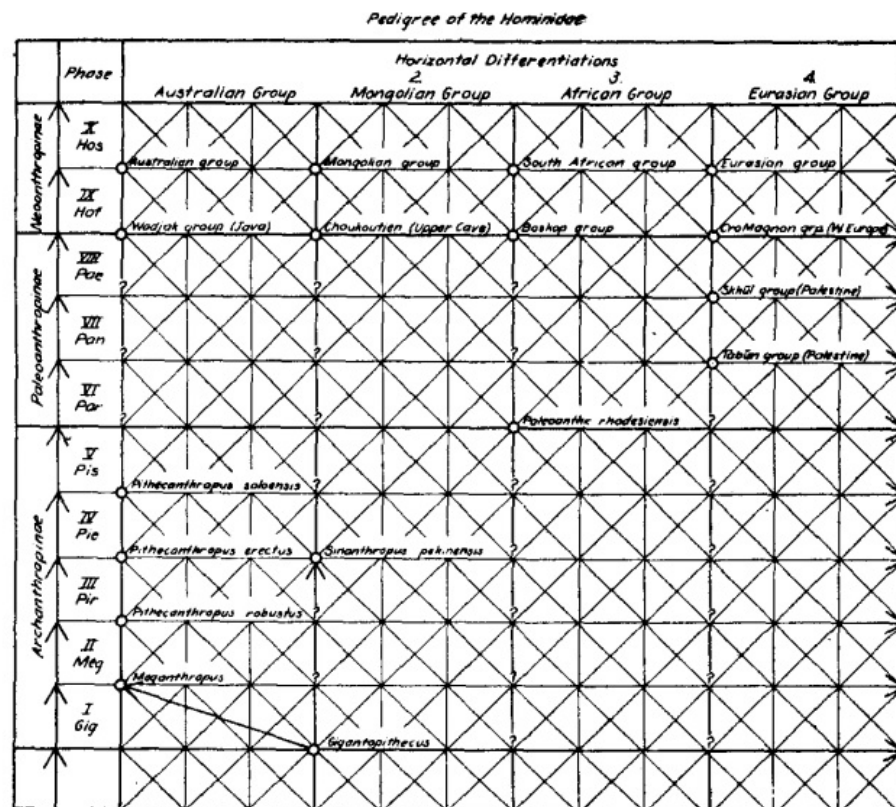 Pedigree of the Hominidae
Horizontal Differentiations
Phase
2. 3. 4.
Australian Group Mongolian Group African Group Eurasian Group
Neoanthropinae
X
Hos
Australian group Mongolian group South African group Eurasian group
IX
Hof
Wadjak group (Java) Choukoutien (Upper Cave) Boskop group CroMagnon grp. (W. Europe)
Paleoanthropinae
VIII
Pae
? ? ? Skhūl group (Palestine)
VII
Pan
? ? ? Tabūn group (Palestine)
VI
Par
? ? Paleoanthr. rhodesiensis ?
Archanthropinae
V
Pis
Pithecanthropus soloensis ? ? ?
IV
Pie
Pithecanthropus erectus Sinanthropus pekinensis ? ?
III
Pir
Pithecanthropus robustus ? ? ?
II
Meg
Meganthropus ? ? ?
I
Gig
Gigantopithecus ? ?